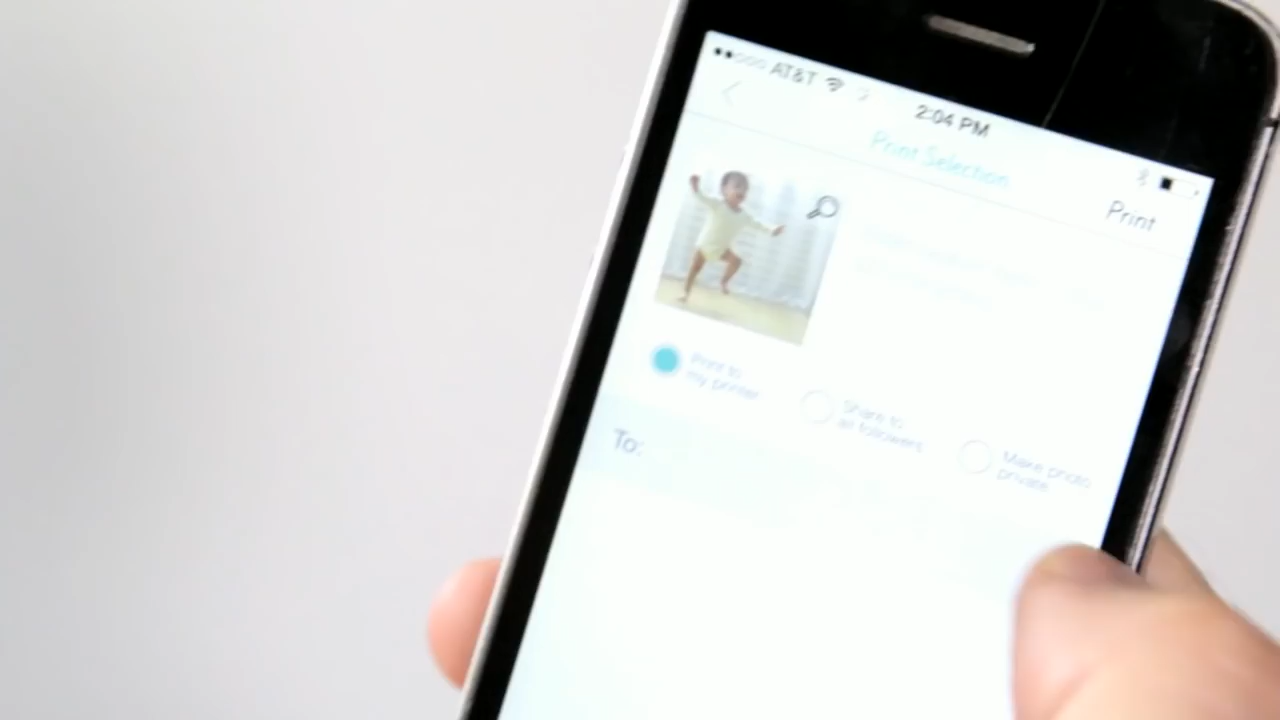 AT&T
2:04 PM
Print Selection
Print
Print to
my printer
Share to
all followers
Make photo
private
To: